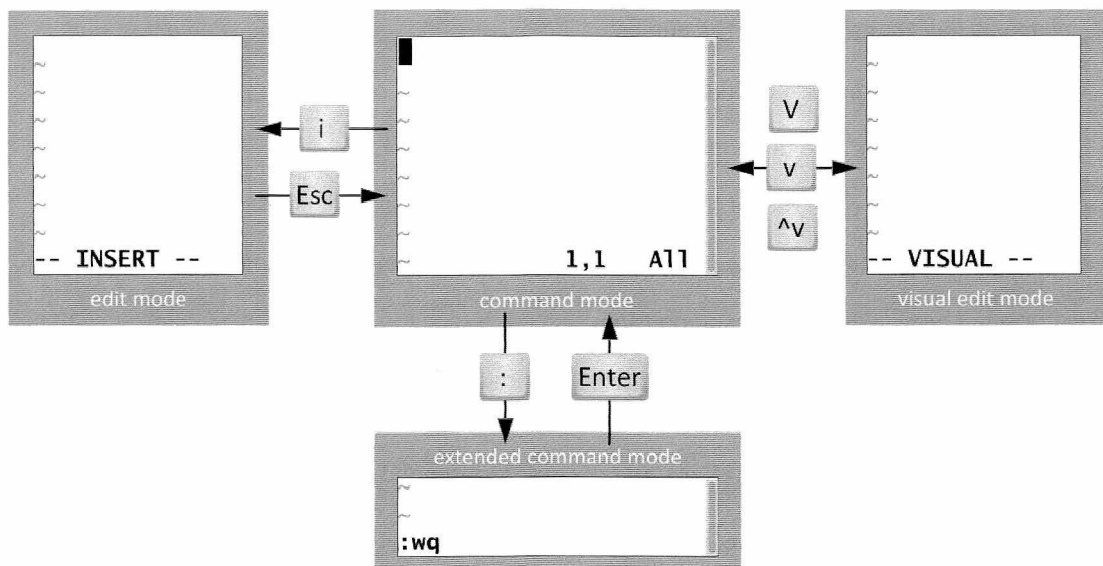 ~
~
~
~
~
~
~
-- INSERT --
edit mode
i
Esc
~
~
~
~
~
~
~
~
1,1 All
command mode
V
v
^v
~
~
~
~
~
~
~
-- VISUAL --
visual edit mode
:
Enter
extended command mode
~
~
:wq